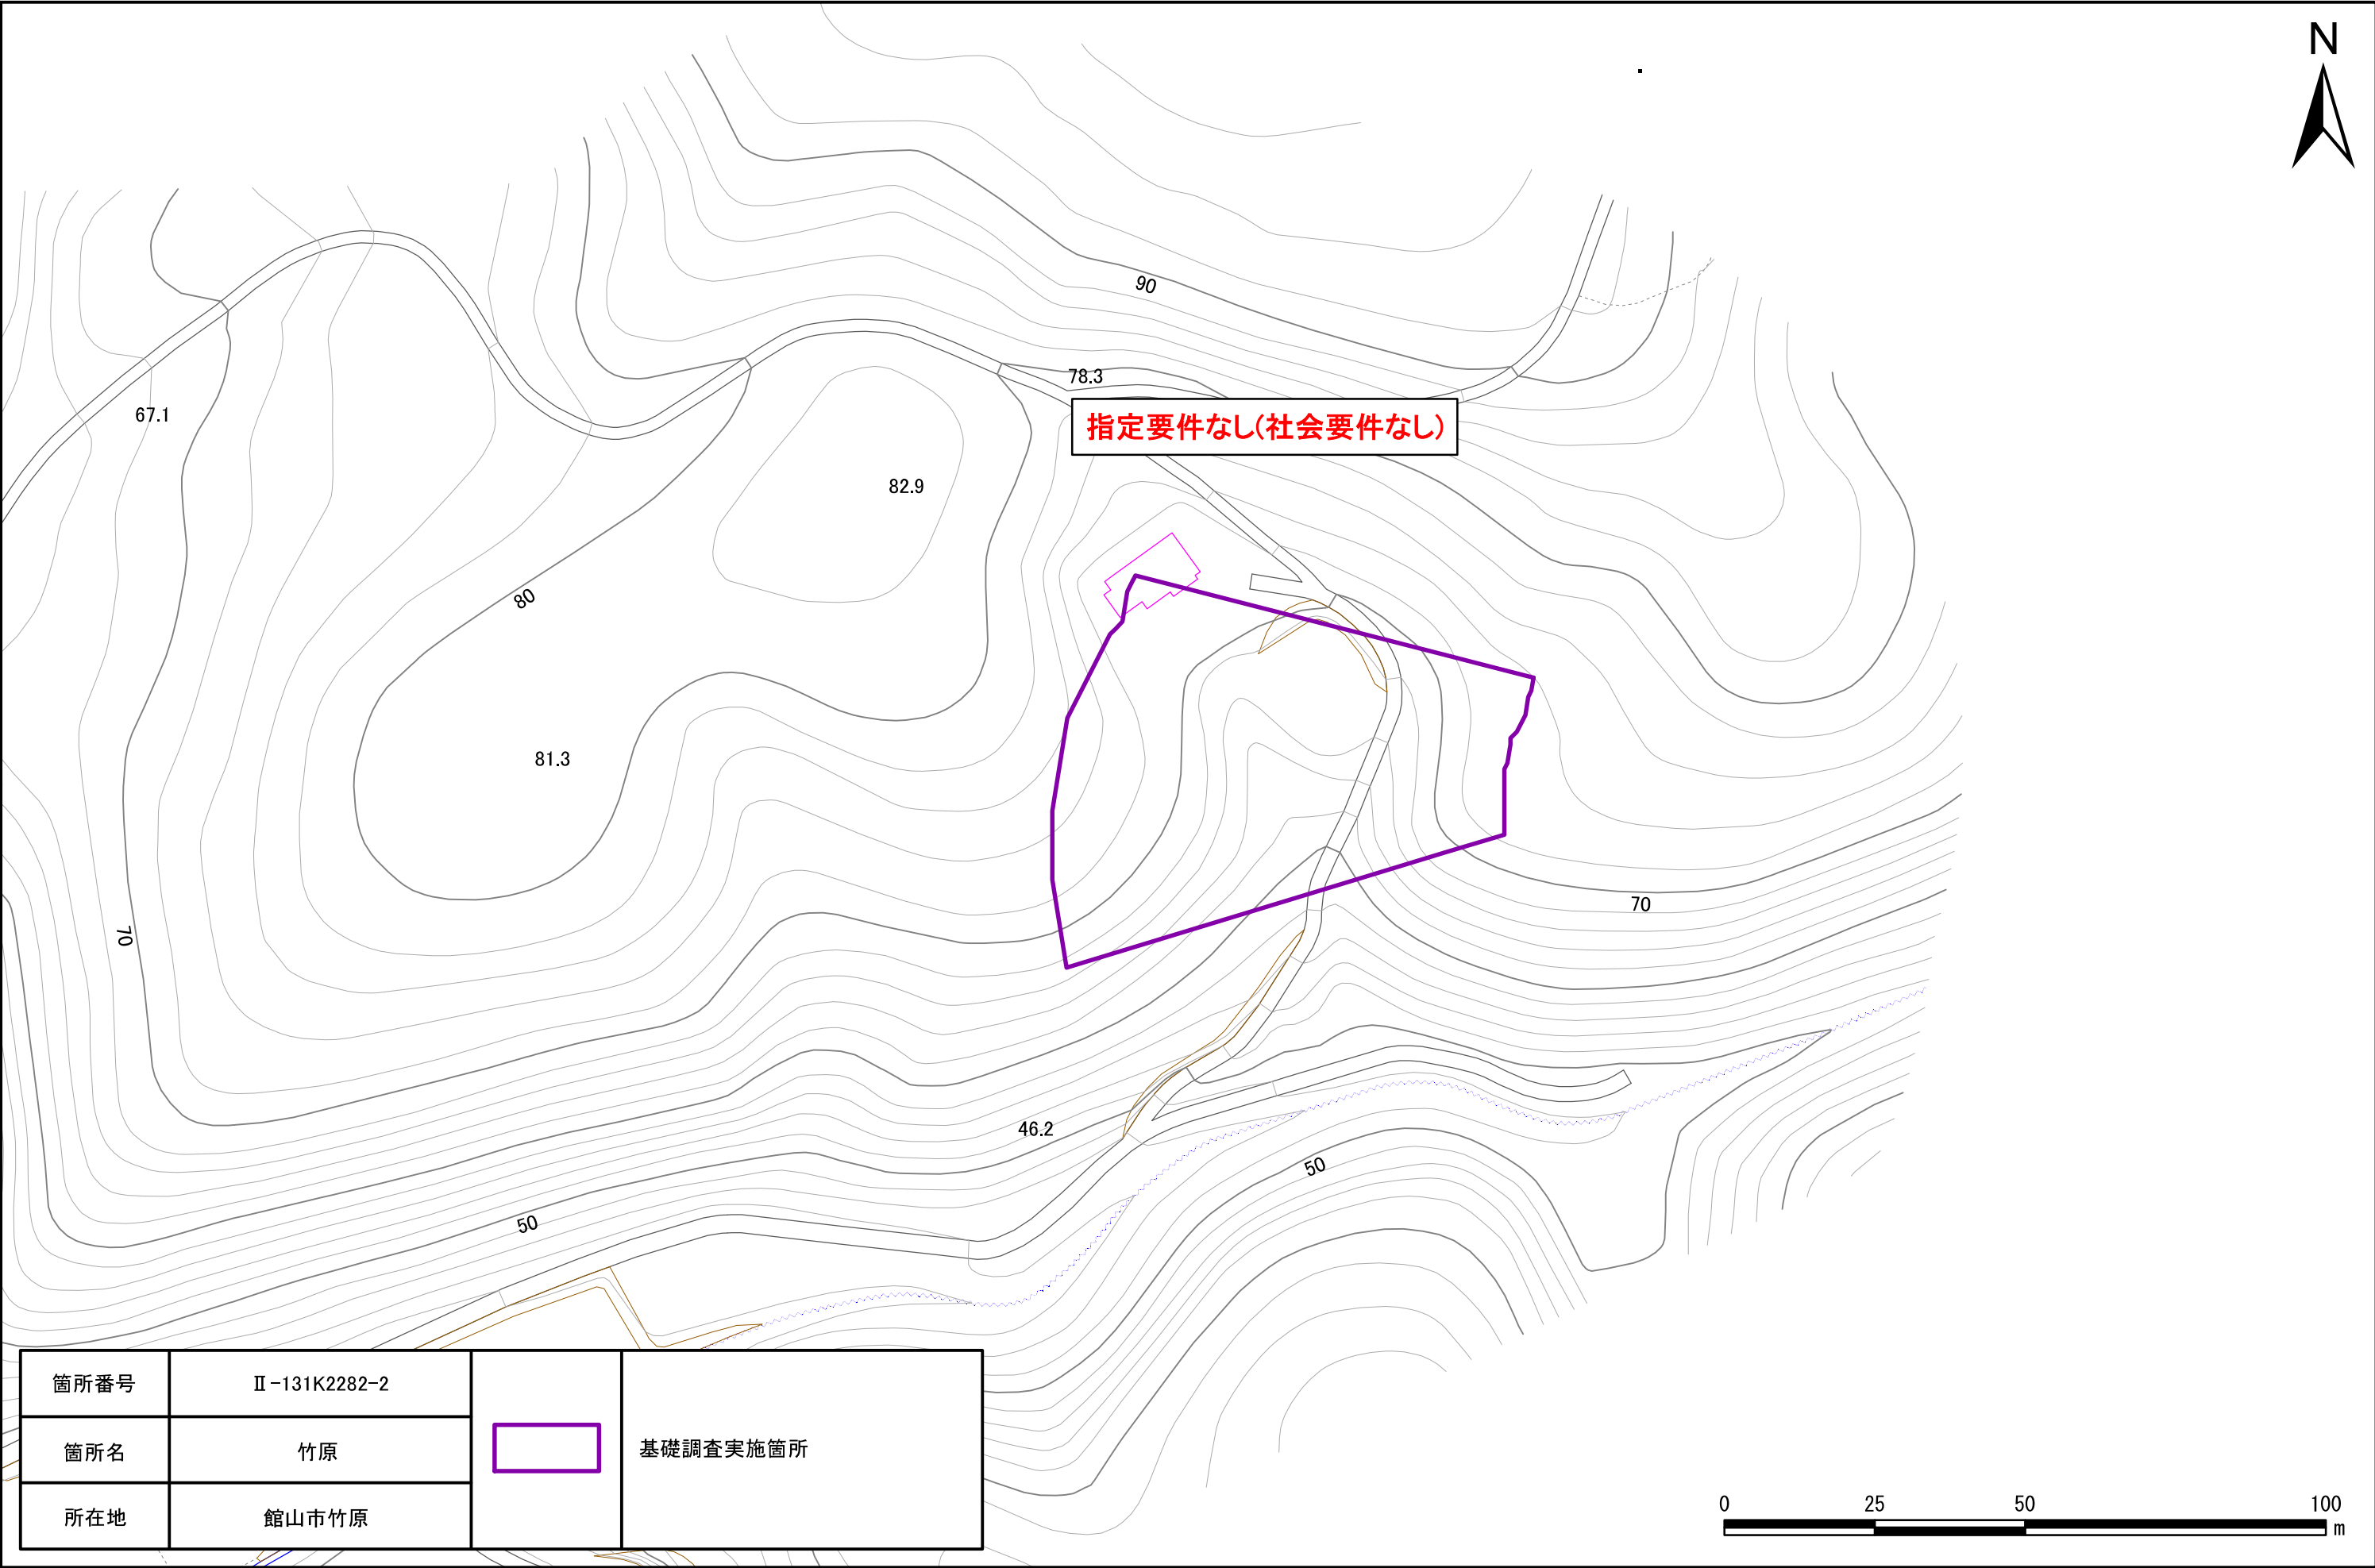 N
90
78.3
指定要件なし(社会要件なし)
67.1
82.9
80
81.3
70
70
46.2
50
50
箇所番号 Ⅱ-131K2282-2
箇所名 竹原
所在地 館山市竹原
基礎調査実施箇所
0 25 50 100
m